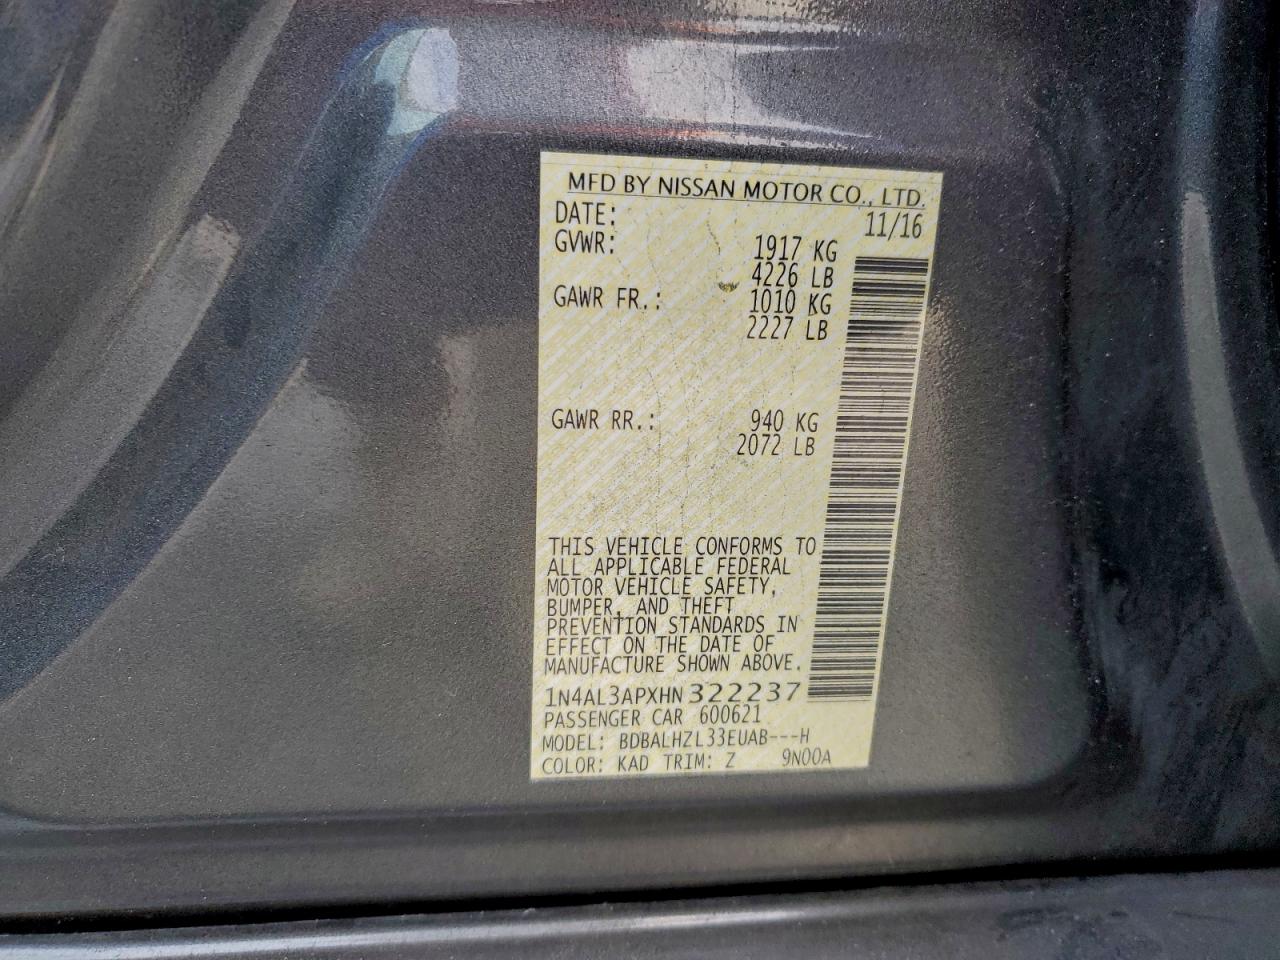 MFD BY NISSAN MOTOR CO., LTD.
DATE: 11/16
GVWR: 1917 KG
4226 LB
GAWR FR.: 1010 KG
2227 LB
GAWR RR.: 940 KG
2072 LB
THIS VEHICLE CONFORMS TO
ALL APPLICABLE FEDERAL
MOTOR VEHICLE SAFETY,
BUMPER, AND THEFT
PREVENTION STANDARDS IN
EFFECT ON THE DATE OF
MANUFACTURE SHOWN ABOVE.
1N4AL3APXHN322237
PASSENGER CAR 600621
MODEL: BDBALHZL33EUAB---H
COLOR: KAD TRIM: Z 9N00A